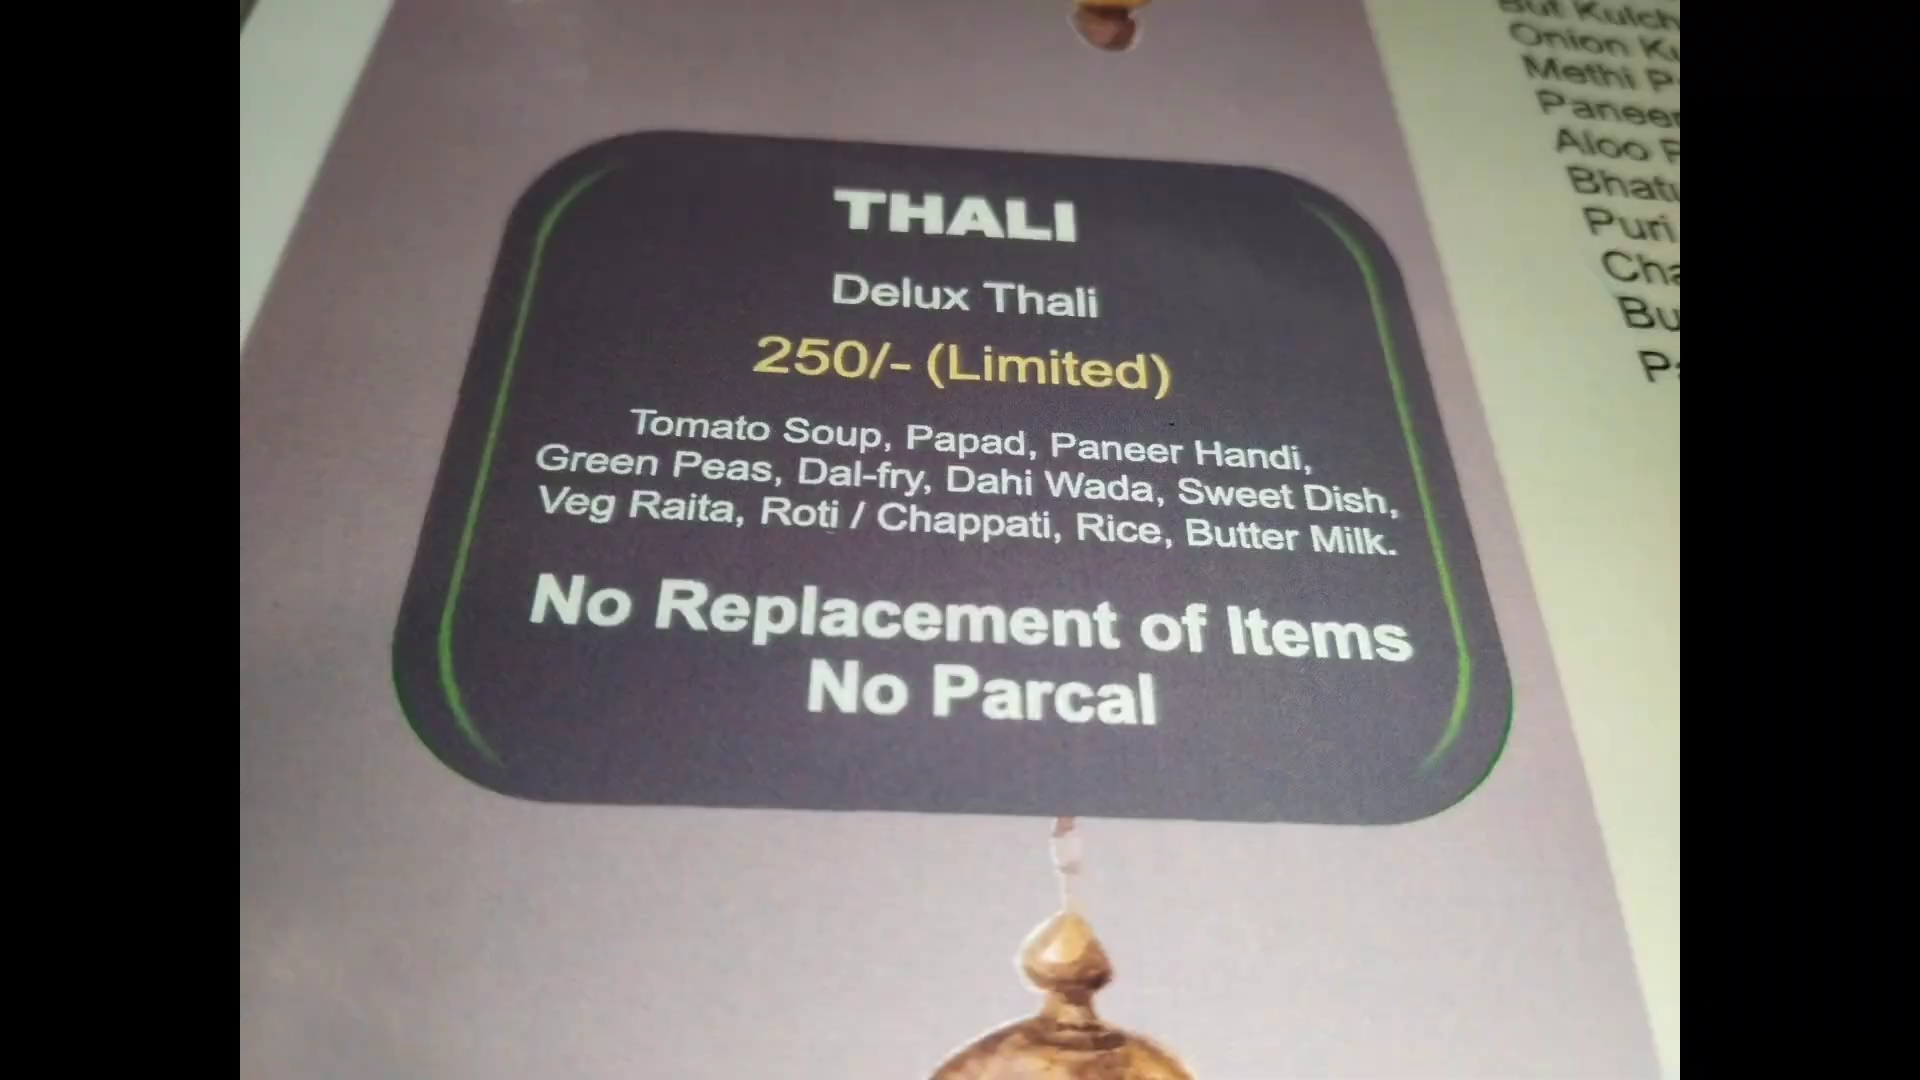 THALI
Delux Thali
250/- (Limited)
Tomato Soup, Papad, Paneer Handi,
Green Peas, Dal-fry, Dahi Wada, Sweet Dish,
Veg Raita, Roti / Chappati, Rice, Butter Milk.
No Replacement of Items
No Parcal
Onion
Methi
Paneer
Aloo
Puri